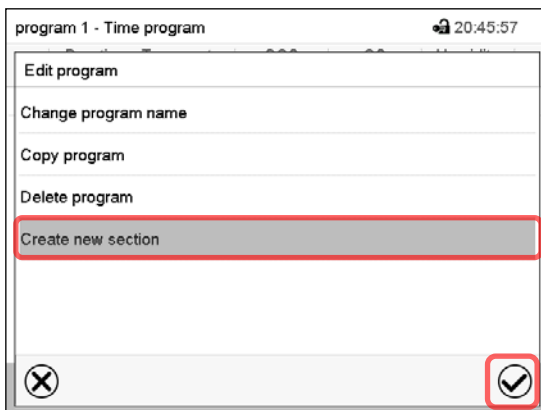 program 1 - Time program 20:45:57
Edit program
Change program name
Copy program
Delete program
Create new section